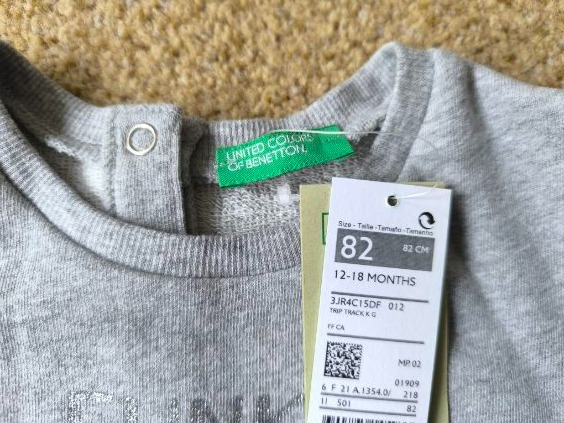 UNITED COLORS
OF BENETTON.
Size - Taille - Tamaño - Tamanho
82 82 CM
12-18 MONTHS
3JR4C15DF 012
TRIP TRACK K G
FF CA
MP. 02
01909
6 F 21 A.1354.0/ 218
11 501 82